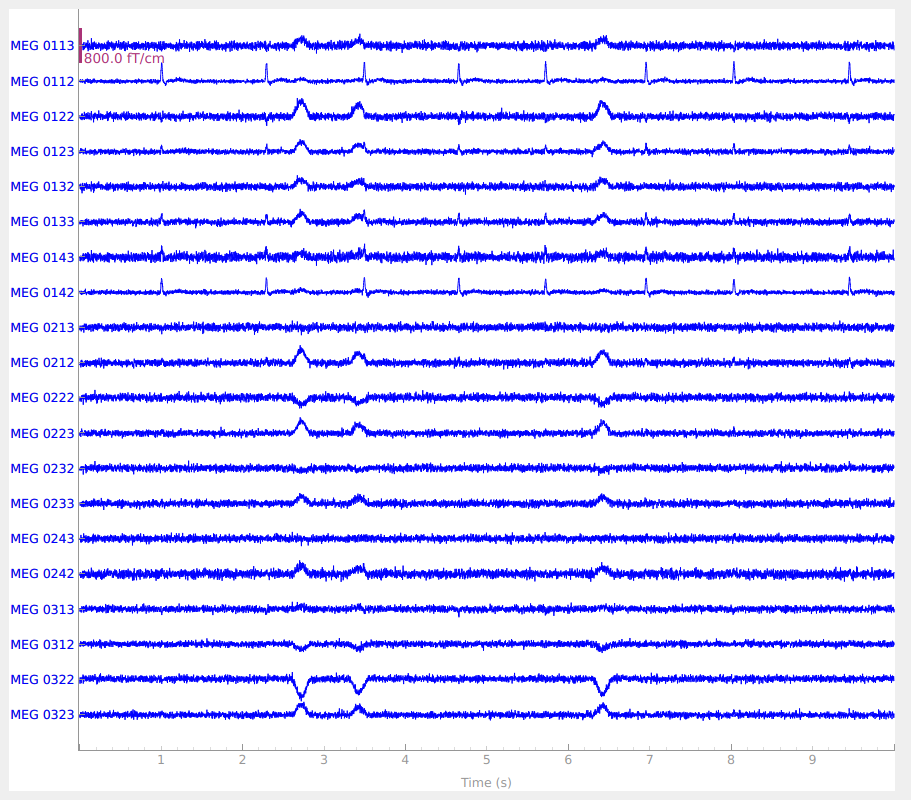 MEG 0113
800.0 fT/cm
MEG 0112
MEG 0122
MEG 0123
MEG 0132
MEG 0133
MEG 0143
MEG 0142
MEG 0213
MEG 0212
MEG 0222
MEG 0223
MEG 0232
MEG 0233
MEG 0243
MEG 0242
MEG 0313
MEG 0312
MEG 0322
MEG 0323
1 2 3 4 5 6 7 8 9
Time (s)